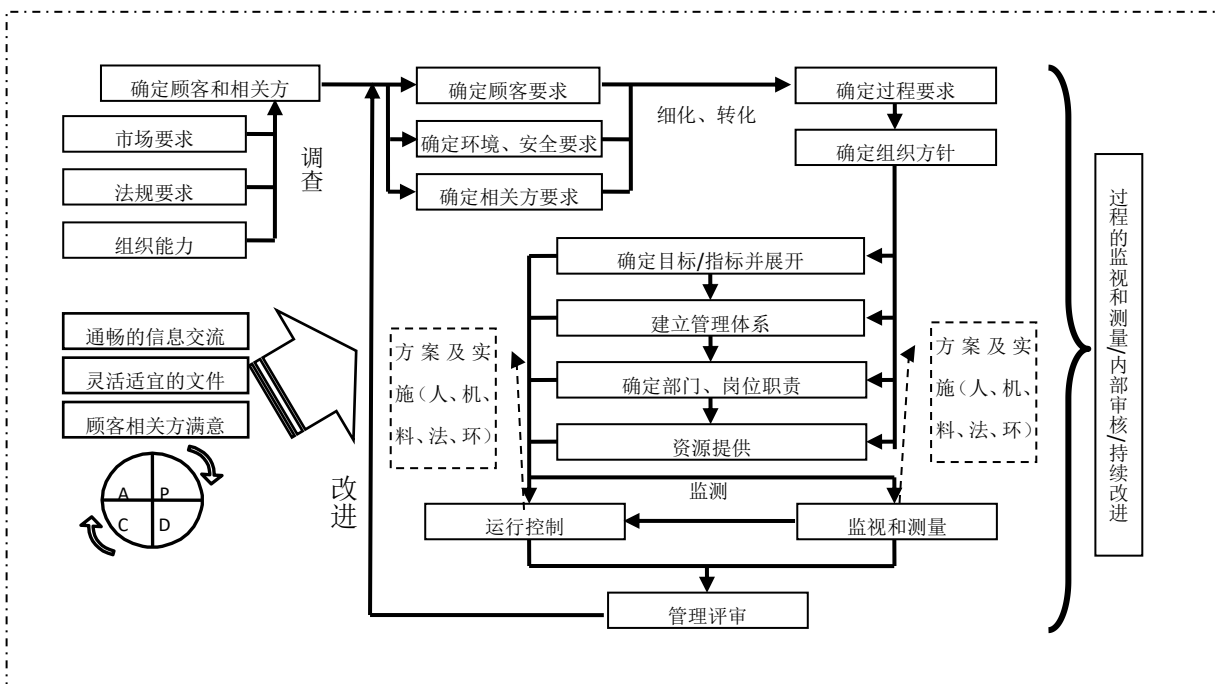 确定顾客和相关方
市场要求
法规要求
组织能力
调查
确定顾客要求
确定环境、安全要求
确定相关方要求
细化、转化
确定过程要求
确定组织方针
确定目标/指标并展开
建立管理体系
确定部门、岗位职责
资源提供
方案及实
施(人、机、
料、法、环)
方案及实
施(人、机、
料、法、环)
监测
运行控制
监视和测量
管理评审
通畅的信息交流
灵活适宜的文件
顾客相关方满意
A P
C D
改进
过程的监视和测量/内部审核/持续改进